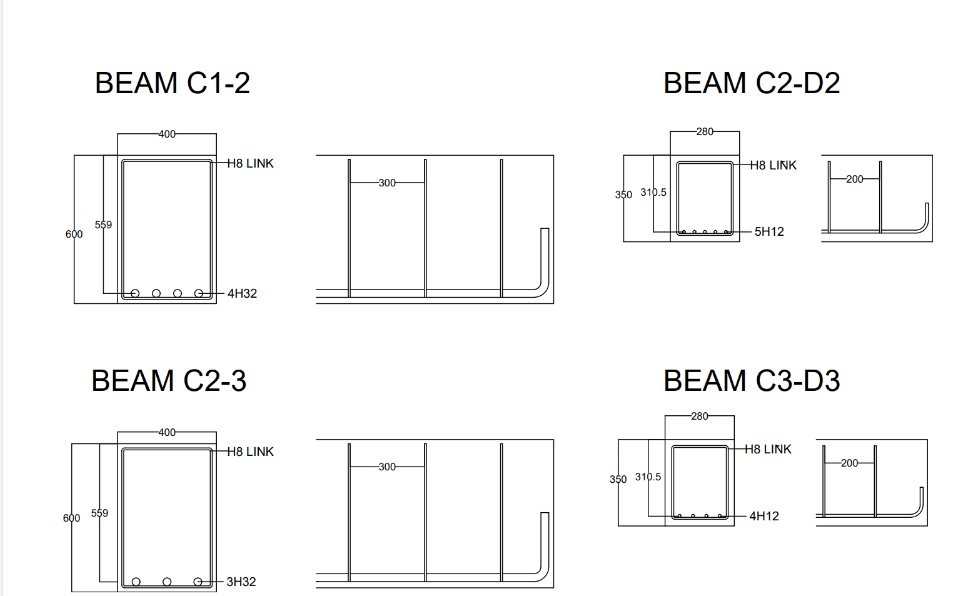 BEAM C1-2
400
H8 LINK
600
559
300
4H32
BEAM C2-D2
280
H8 LINK
350
310.5
200
5H12
BEAM C2-3
400
H8 LINK
600
559
300
3H32
BEAM C3-D3
280
H8 LINK
350
310.5
200
4H12